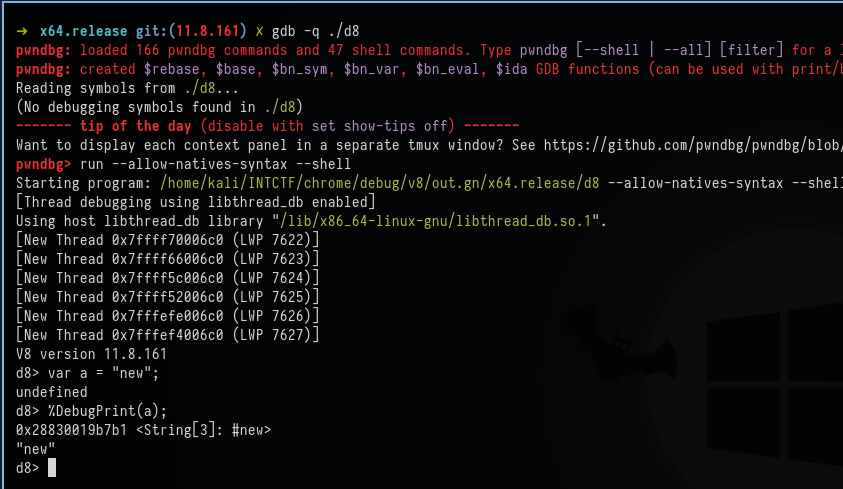 → x64.release git:(11.8.161) ✗ gdb -q ./d8
pwndbg: loaded 166 pwndbg commands and 47 shell commands. Type pwndbg [--shell | --all] [filter] for a
pwndbg: created $rebase, $base, $bn_sym, $bn_var, $bn_eval, $ida GDB functions (can be used with print/b
Reading symbols from ./d8...
(No debugging symbols found in ./d8)
------- tip of the day (disable with set show-tips off) -------
Want to display each context panel in a separate tmux window? See https://github.com/pwndbg/pwndbg/blob/
pwndbg> run --allow-natives-syntax --shell
Starting program: /home/kali/INTCTF/chrome/debug/v8/out.gn/x64.release/d8 --allow-natives-syntax --shell
[Thread debugging using libthread_db enabled]
Using host libthread_db library "/lib/x86_64-linux-gnu/libthread_db.so.1".
[New Thread 0x7ffff70006c0 (LWP 7622)]
[New Thread 0x7ffff66006c0 (LWP 7623)]
[New Thread 0x7ffff5c006c0 (LWP 7624)]
[New Thread 0x7ffff52006c0 (LWP 7625)]
[New Thread 0x7fffefe006c0 (LWP 7626)]
[New Thread 0x7fffef4006c0 (LWP 7627)]
V8 version 11.8.161
d8> var a = "new";
undefined
d8> %DebugPrint(a);
0x28830019b7b1 <String[3]: #new>
"new"
d8>